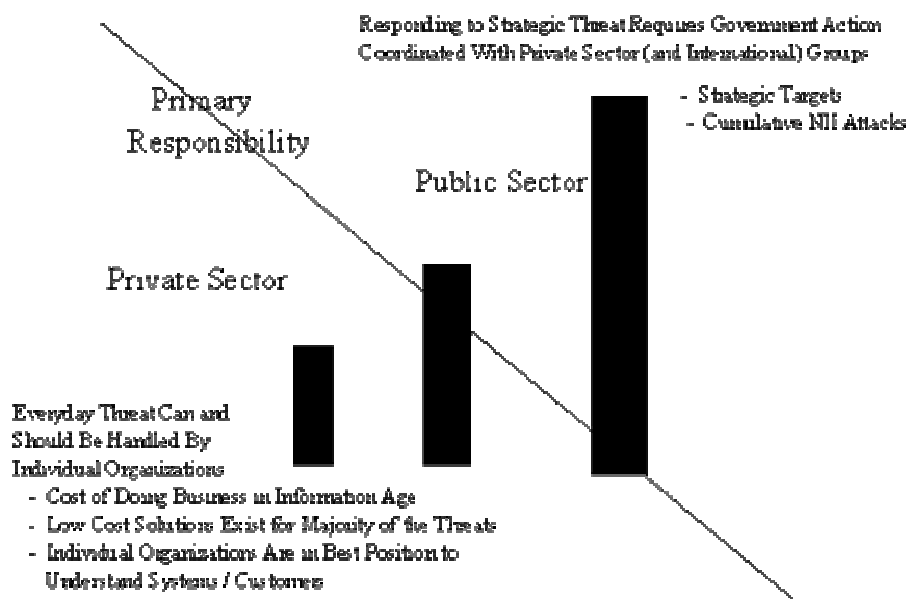 Responding to Strategic Threat Requires Government Action
Coordinated With Private Sector (and International) Groups
- Strategic Targets
- Cumulative NII Attacks
Primary
Responsibility
Public Sector
Private Sector
Everyday Threat Can and
Should Be Handled By
Individual Organizations
- Cost of Doing Business in Information Age
- Low Cost Solutions Exist for Majority of the Threats
- Individual Organizations Are in Best Position to
Understand Systems / Customers